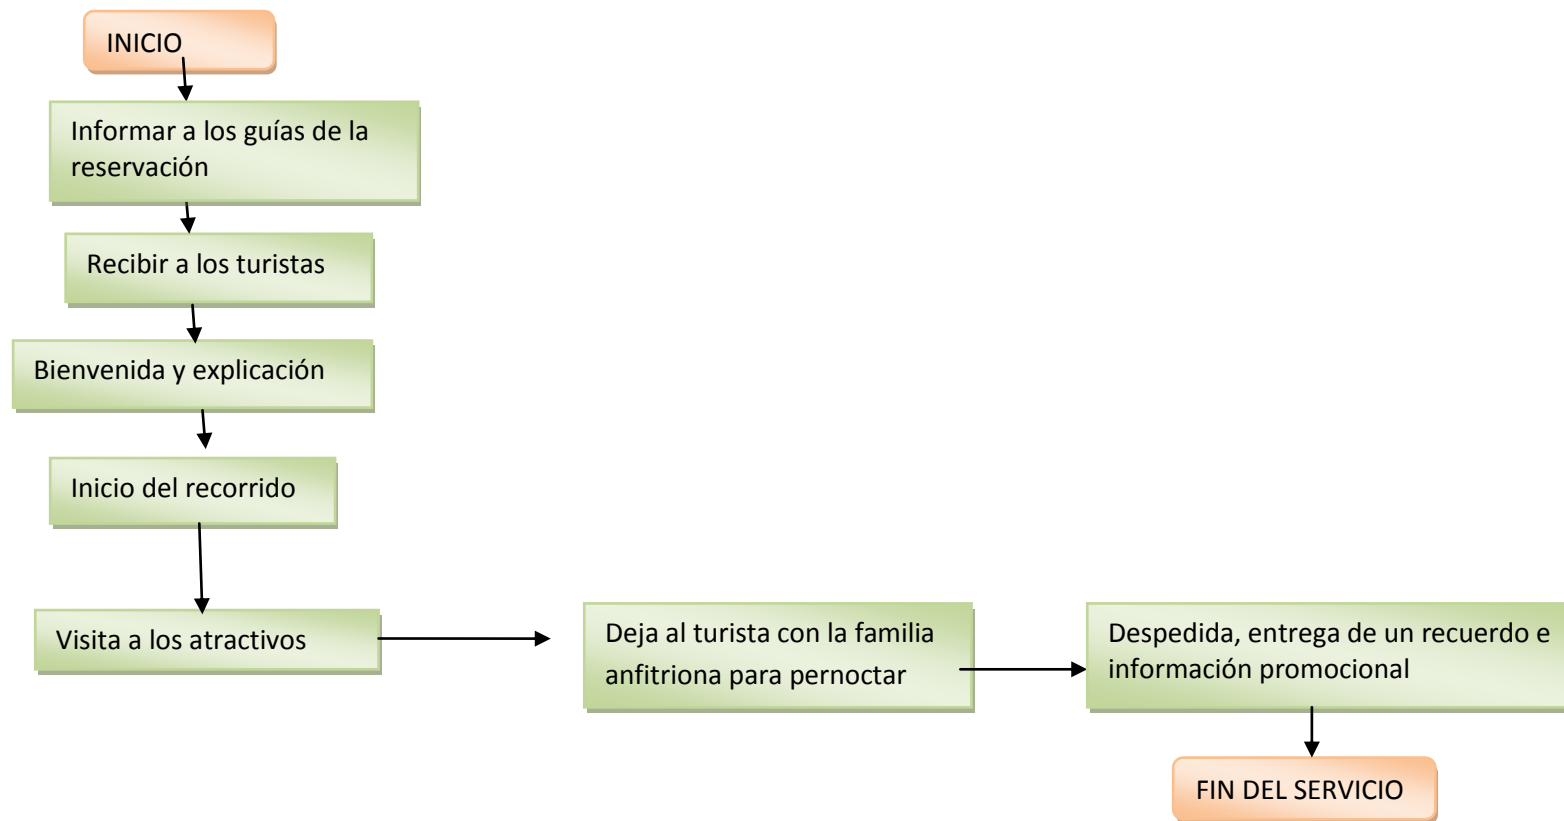 INICIO
Informar a los guías de la
reservación
Recibir a los turistas
Bienvenida y explicación
Inicio del recorrido
Visita a los atractivos
Deja al turista con la familia
anfitriona para pernoctar
Despedida, entrega de un recuerdo e
información promocional
FIN DEL SERVICIO